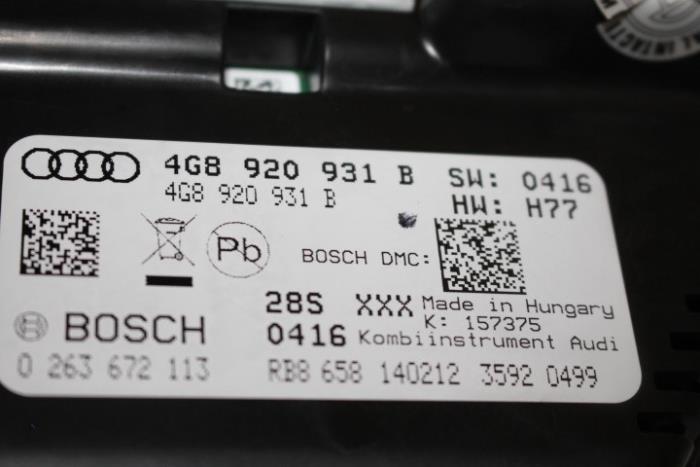 4G8 920 931 B SW: 0416
4G8 920 931 B HW: H77
Pb BOSCH DMC:
28S XXX Made in Hungary
K: 157375
BOSCH 0416 Kombiinstrument Audi
0 263 672 113 RB8 658 140212 3592 0499